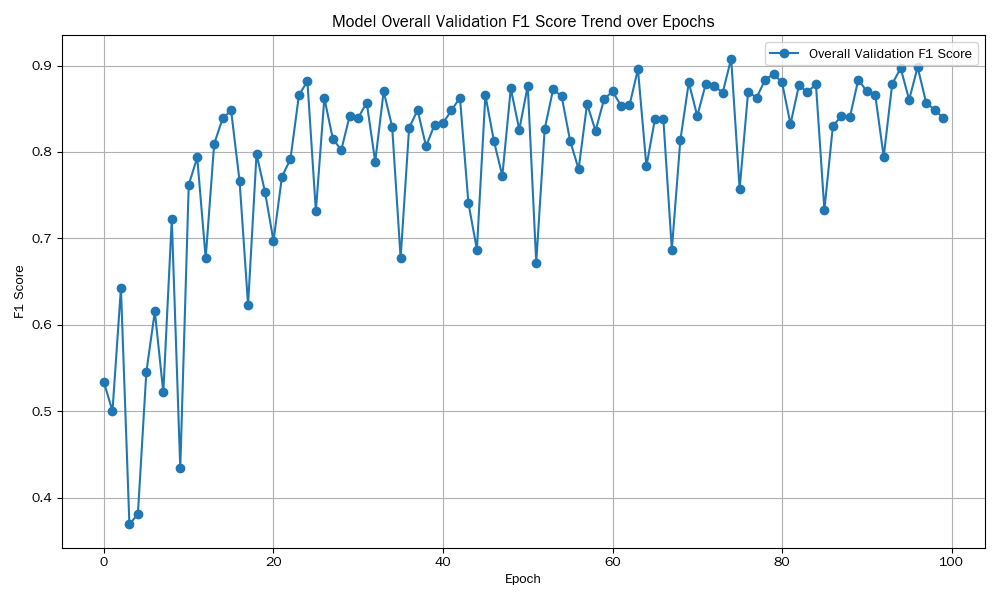 Model Overall Validation F1 Score Trend over Epochs
Overall Validation F1 Score
0.9
0.8
0.7
0.6
0.5
0.4
F1 Score
0 20 40 60 80 100
Epoch